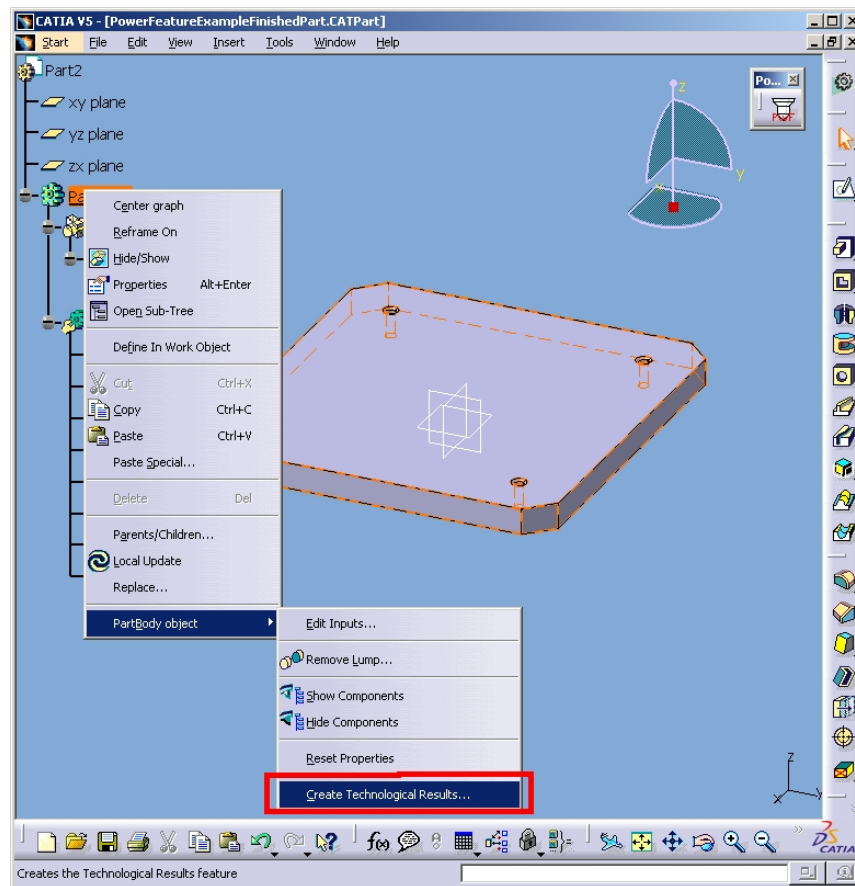 CATIA V5 - [PowerFeatureExampleFinishedPart.CATPart]
Start File Edit View Insert Tools Window Help
Part2
Po...
xy plane
yz plane
zx plane
z
y
x
PDF
Center graph
Reframe On
Hide/Show
Properties Alt+Enter
Open Sub-Tree
Define In Work Object
Cut Ctrl+X
Copy Ctrl+C
Paste Ctrl+V
Paste Special...
Delete Del
Parents/Children...
Local Update
Replace...
PartBody object
Edit Inputs...
Remove Lump...
Show Components
Hide Components
Reset Properties
Create Technological Results...
z
x
y
f(x)
CATIA
Creates the Technological Results feature